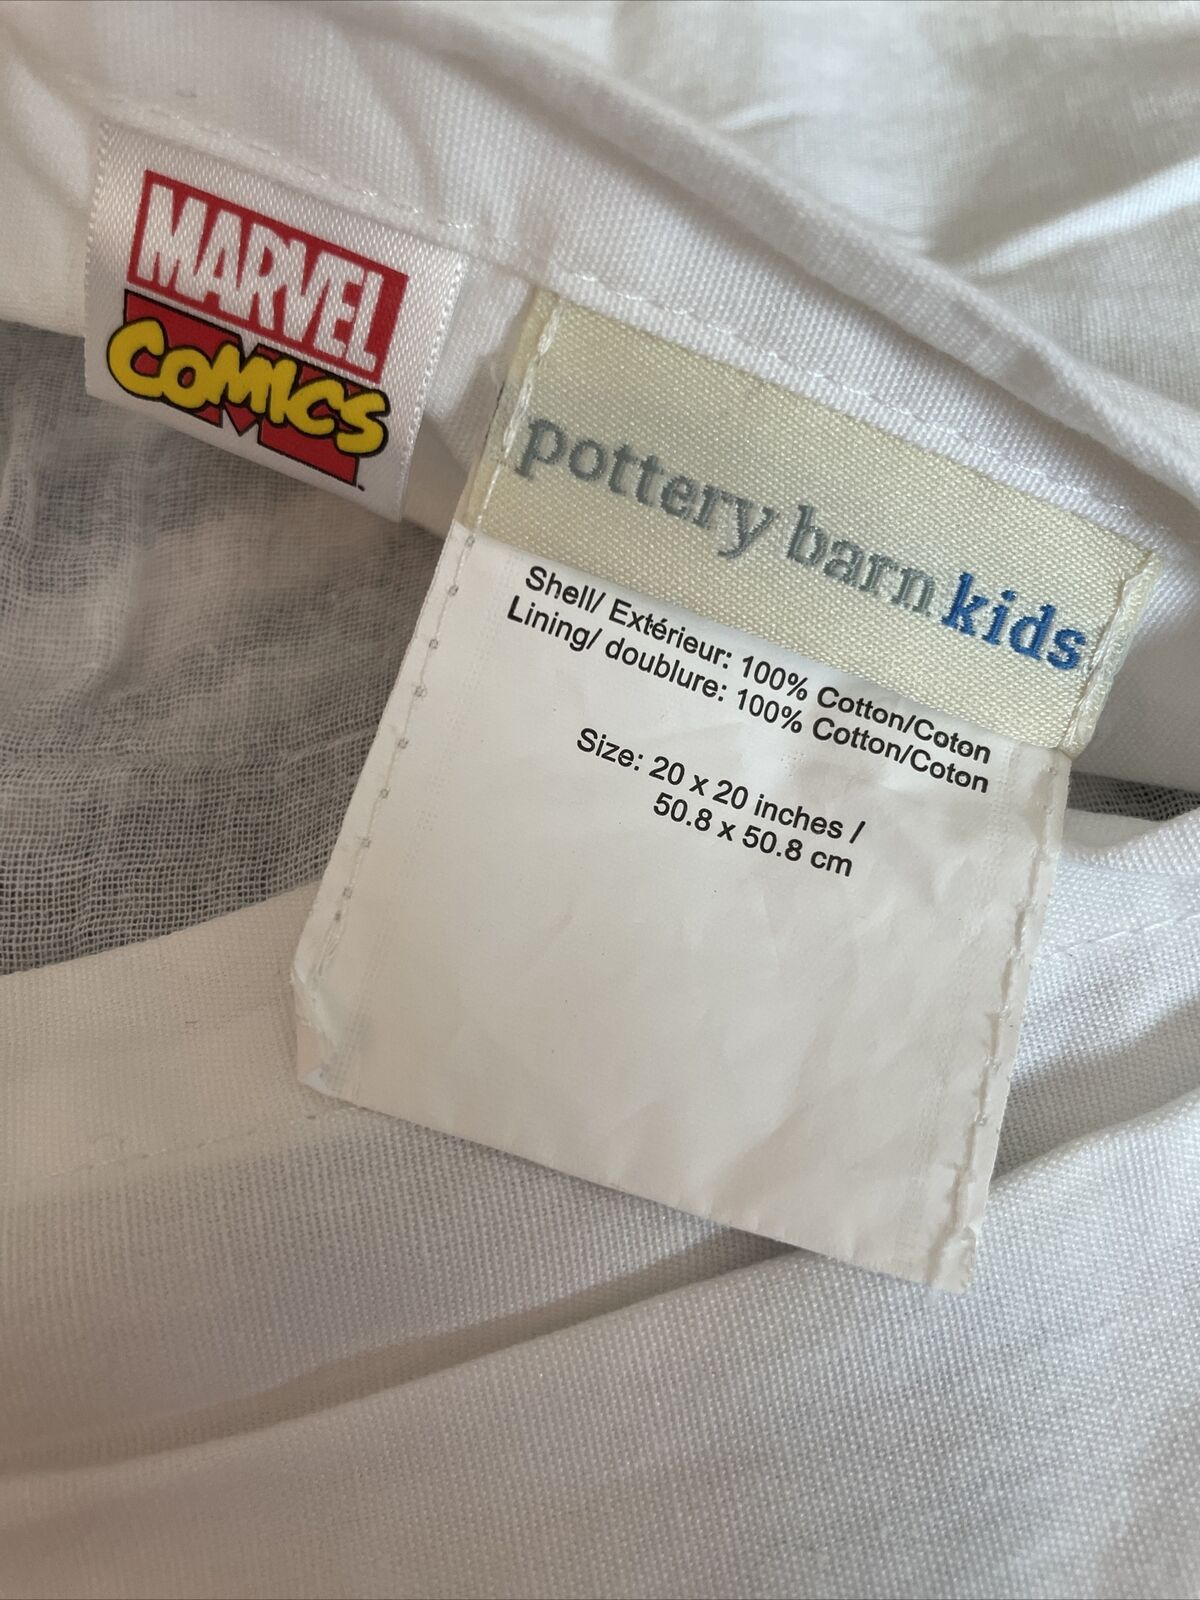 MARVEL
COMICS
pottery barn kids
Shell/ Extérieur: 100% Cotton/Coton
Lining/ doublure: 100% Cotton/Coton
Size: 20 x 20 inches /
50.8 x 50.8 cm